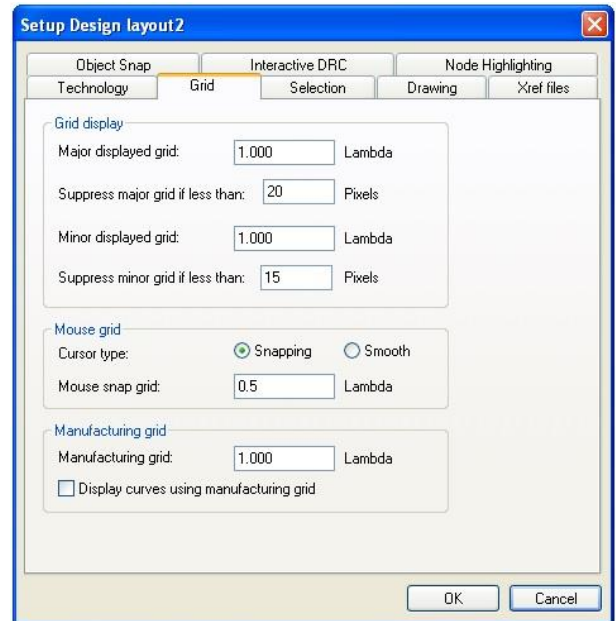 Setup Design layout2
Object Snap Interactive DRC Node Highlighting
Technology Grid Selection Drawing Xref files
Grid display
Major displayed grid: 1.000 Lambda
Suppress major grid if less than: 20 Pixels
Minor displayed grid: 1.000 Lambda
Suppress minor grid if less than: 15 Pixels
Mouse grid
Cursor type: Snapping Smooth
Mouse snap grid: 0.5 Lambda
Manufacturing grid
Manufacturing grid: 1.000 Lambda
Display curves using manufacturing grid
OK Cancel